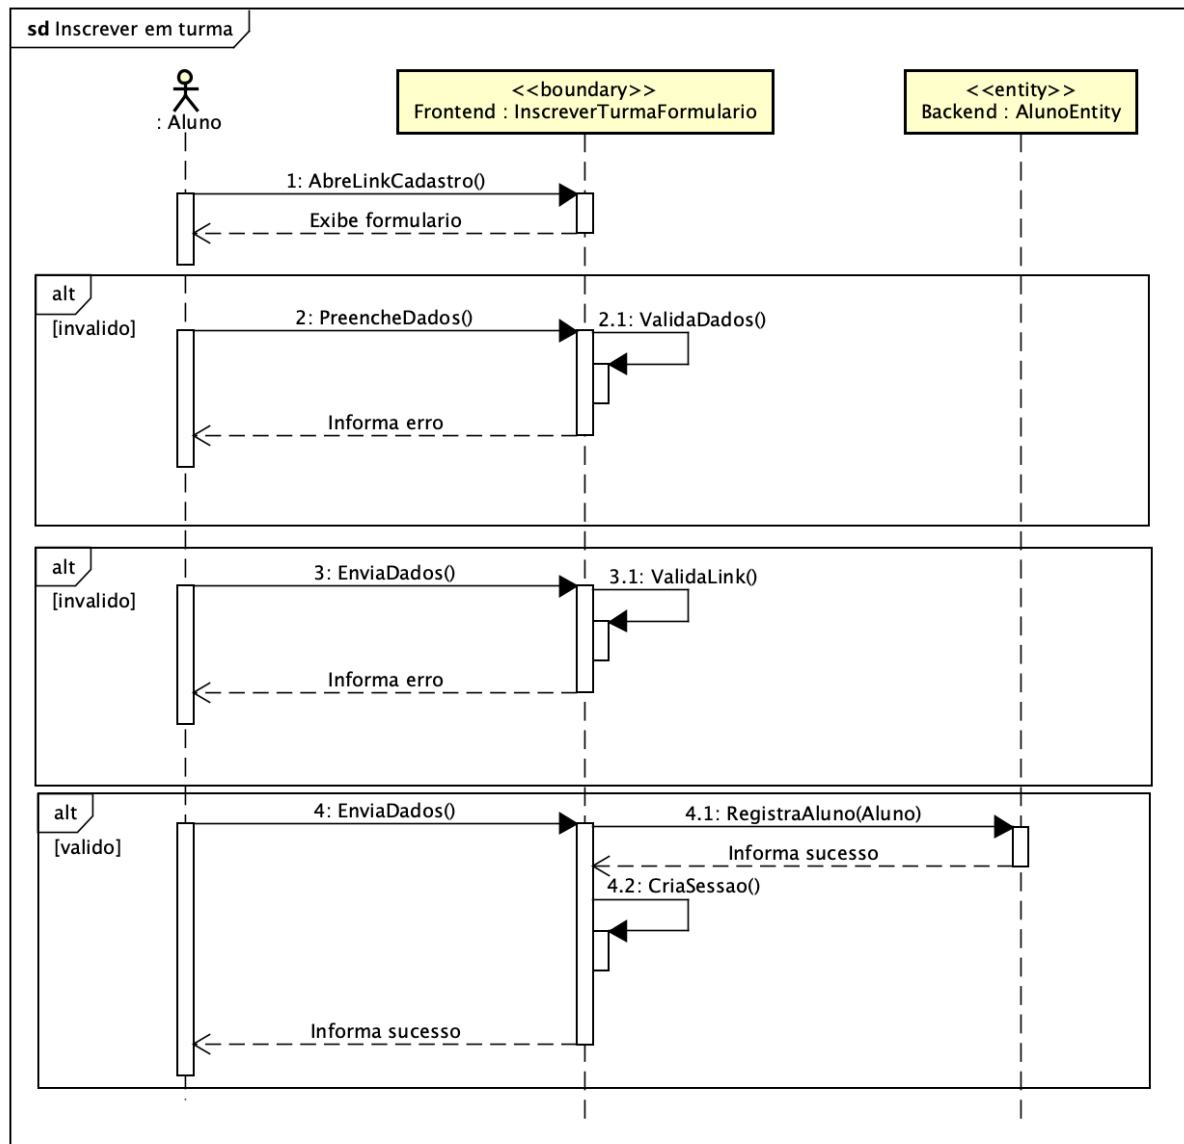 sd Inscrever em turma
: Aluno
<<boundary>>
Frontend : InscreverTurmaFormulario
<<entity>>
Backend : AlunoEntity
1: AbreLinkCadastro()
Exibe formulario
alt
[invalido]
2: PreencheDados()
2.1: ValidaDados()
Informa erro
alt
[invalido]
3: EnviaDados()
3.1: ValidaLink()
Informa erro
alt
[valido]
4: EnviaDados()
4.1: RegistraAluno(Aluno)
Informa sucesso
4.2: CriaSessao()
Informa sucesso